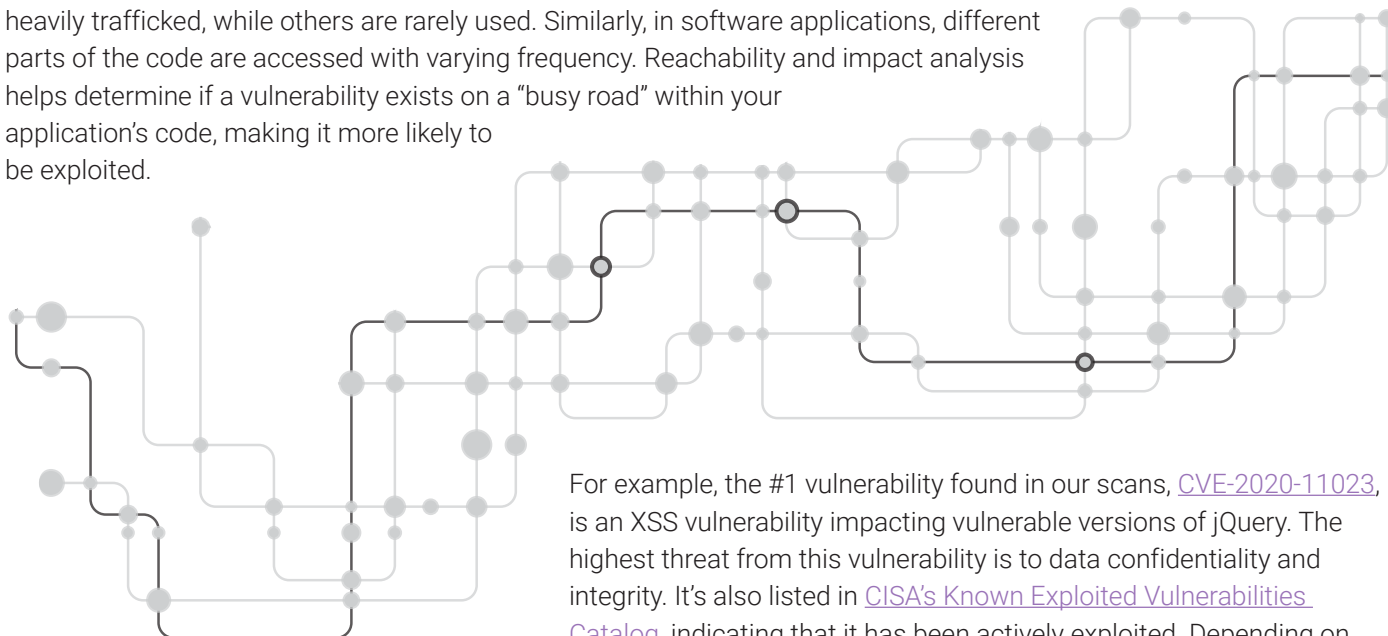 heavily trafficked, while others are rarely used. Similarly, in software applications, different
parts of the code are accessed with varying frequency. Reachability and impact analysis
helps determine if a vulnerability exists on a “busy road” within your
application’s code, making it more likely to
be exploited.
For example, the #1 vulnerability found in our scans, CVE-2020-11023,
is an XSS vulnerability impacting vulnerable versions of jQuery. The
highest threat from this vulnerability is to data confidentiality and
integrity. It’s also listed in CISA’s Known Exploited Vulnerabilities
Catalog, indicating that it has been actively exploited. Depending on